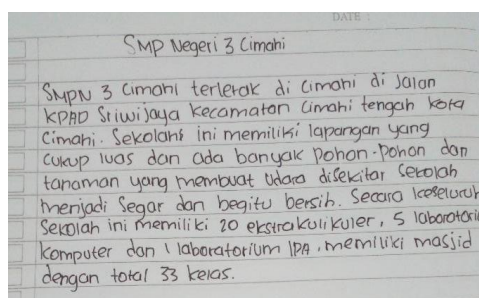 DATE :
SMP Negeri 3 Cimahi
SMPN 3 Cimahi terletak di Cimahi di Jalan
KPAD Sriwijaya Kecamatan Cimahi tengah kota
Cimahi. Sekolahs ini memiliki lapangan yang
cukup luas dan ada banyak pohon-pohon dan
tanaman yang membuat udara disekitar Sekolah
menjadi Segar dan begitu bersih. Secara keseluruh
Sekolah ini memiliki 20 ekstrakulikuler, 5 laboratori
komputer dan 1 laboratorium IPA, memiliki masjid
dengan total 33 kelas.